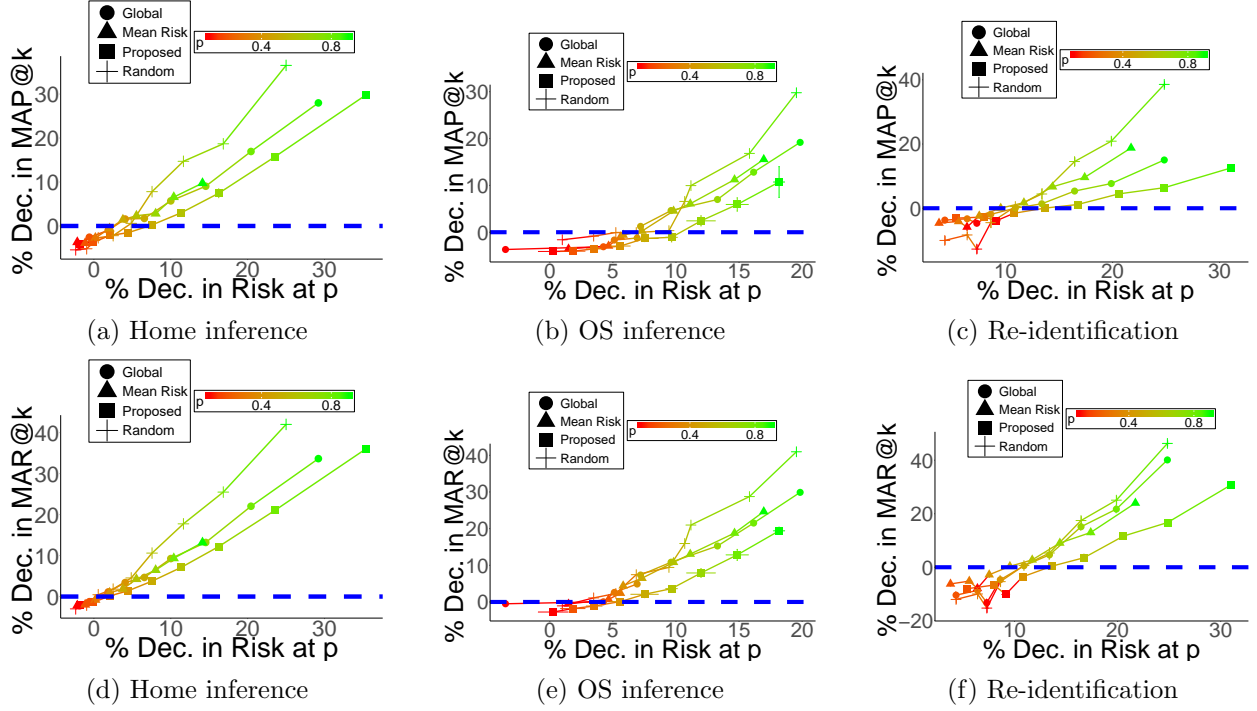 Global
Mean Risk
Proposed
Random
p
0.4 0.8
% Dec. in MAP@k
30
20
10
0
0 10 20 30
% Dec. in Risk at p
(a) Home inference
Global
Mean Risk
Proposed
Random
p
0.4 0.8
% Dec. in MAP@k
30
20
10
0
0 5 10 15 20
% Dec. in Risk at p
(b) OS inference
Global
Mean Risk
Proposed
Random
p
0.4 0.8
% Dec. in MAP@k
40
20
0
10 20 30
% Dec. in Risk at p
(c) Re-identification
Global
Mean Risk
Proposed
Random
p
0.4 0.8
% Dec. in MAR@k
40
30
20
10
0
0 10 20 30
% Dec. in Risk at p
(d) Home inference
Global
Mean Risk
Proposed
Random
p
0.4 0.8
% Dec. in MAR@k
40
30
20
10
0
0 5 10 15 20
% Dec. in Risk at p
(e) OS inference
Global
Mean Risk
Proposed
Random
p
0.4 0.8
% Dec. in MAR@k
40
20
0
−20
10 20 30
% Dec. in Risk at p
(f) Re-identification